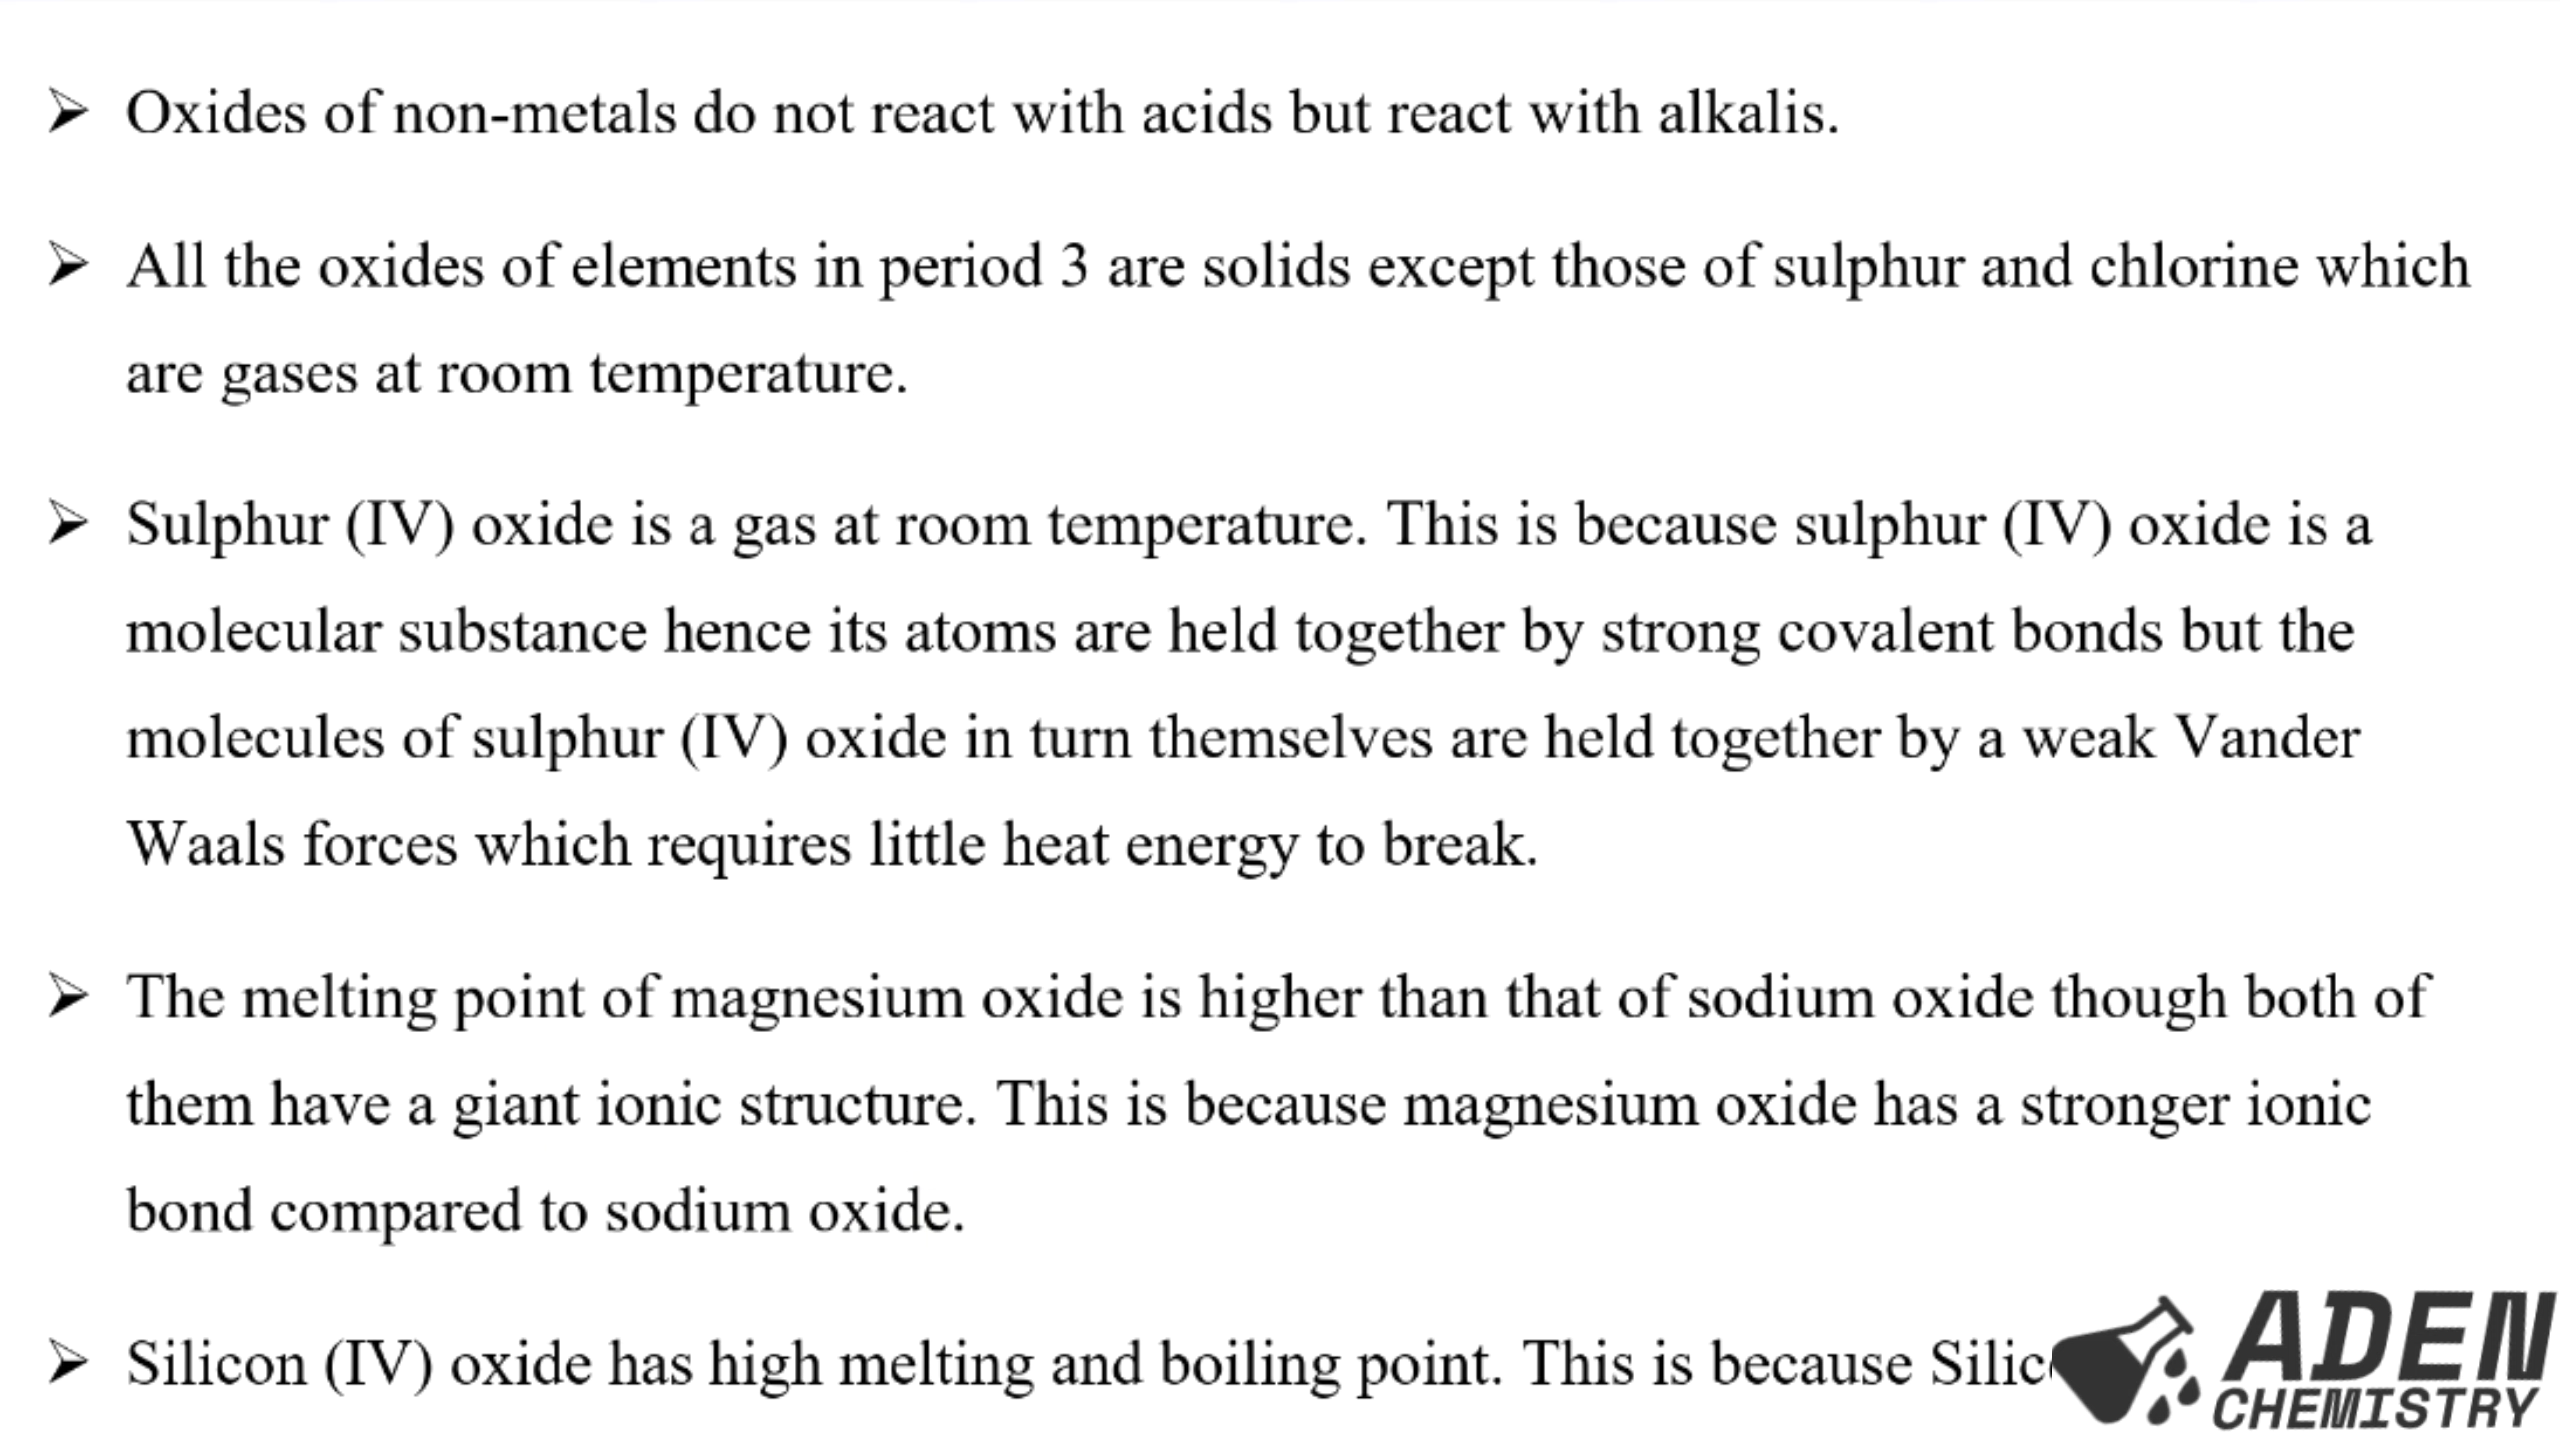 ➢ Oxides of non-metals do not react with acids but react with alkalis.
➢ All the oxides of elements in period 3 are solids except those of sulphur and chlorine which
are gases at room temperature.
➢ Sulphur (IV) oxide is a gas at room temperature. This is because sulphur (IV) oxide is a
molecular substance hence its atoms are held together by strong covalent bonds but the
molecules of sulphur (IV) oxide in turn themselves are held together by a weak Vander
Waals forces which requires little heat energy to break.
➢ The melting point of magnesium oxide is higher than that of sodium oxide though both of
them have a giant ionic structure. This is because magnesium oxide has a stronger ionic
bond compared to sodium oxide.
➢ Silicon (IV) oxide has high melting and boiling point. This is because
ADEN
CHEMISTRY